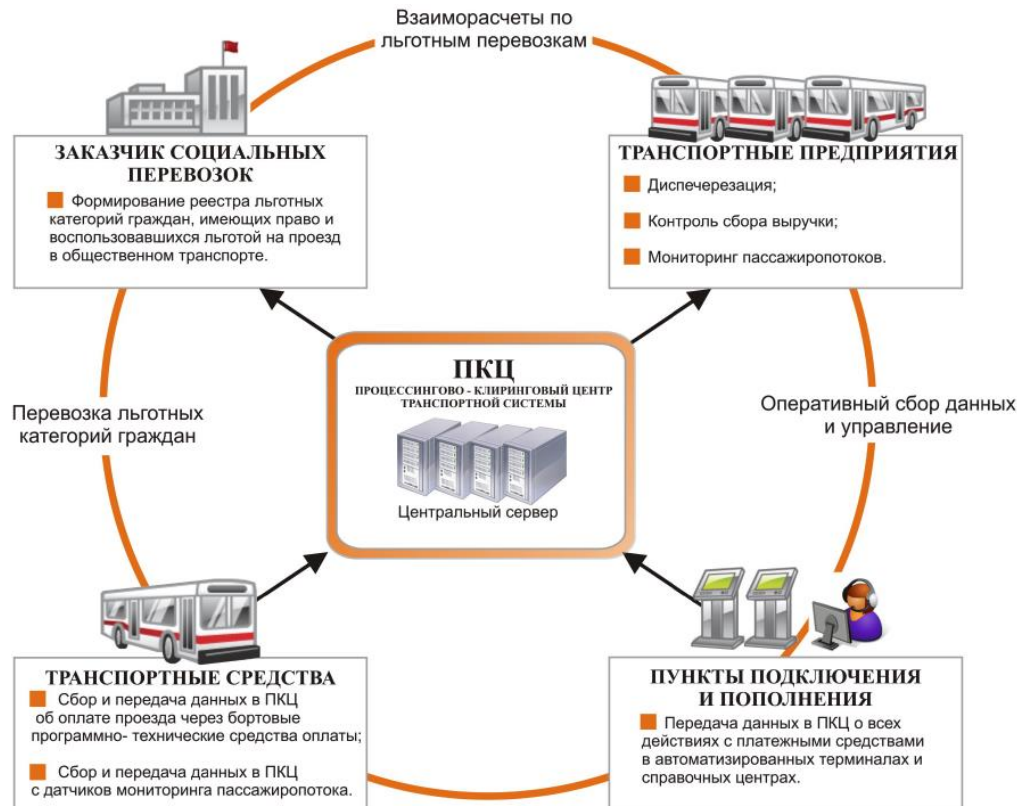 Взаиморасчеты по
льготным перевозкам
ЗАКАЗЧИК СОЦИАЛЬНЫХ
ПЕРЕВОЗОК
Формирование реестра льготных
категорий граждан, имеющих право и
воспользовавшихся льготой на проезд
в общественном транспорте.
ТРАНСПОРТНЫЕ ПРЕДПРИЯТИЯ
Диспечерезация;
Контроль сбора выручки;
Мониторинг пассажиропотоков.
ПКЦ
ПРОЦЕССИНГОВО - КЛИРИНГОВЫЙ ЦЕНТР
ТРАНСПОРТНОЙ СИСТЕМЫ
Центральный сервер
Перевозка льготных
категорий граждан
Оперативный сбор данных
и управление
ТРАНСПОРТНЫЕ СРЕДСТВА
Сбор и передача данных в ПКЦ
об оплате проезда через бортовые
программно- технические средства оплаты;
Сбор и передача данных в ПКЦ
с датчиков мониторинга пассажиропотока.
ПУНКТЫ ПОДКЛЮЧЕНИЯ
И ПОПОЛНЕНИЯ
Передача данных в ПКЦ о всех
действиях с платежными средствами
в автоматизированных терминалах и
справочных центрах.